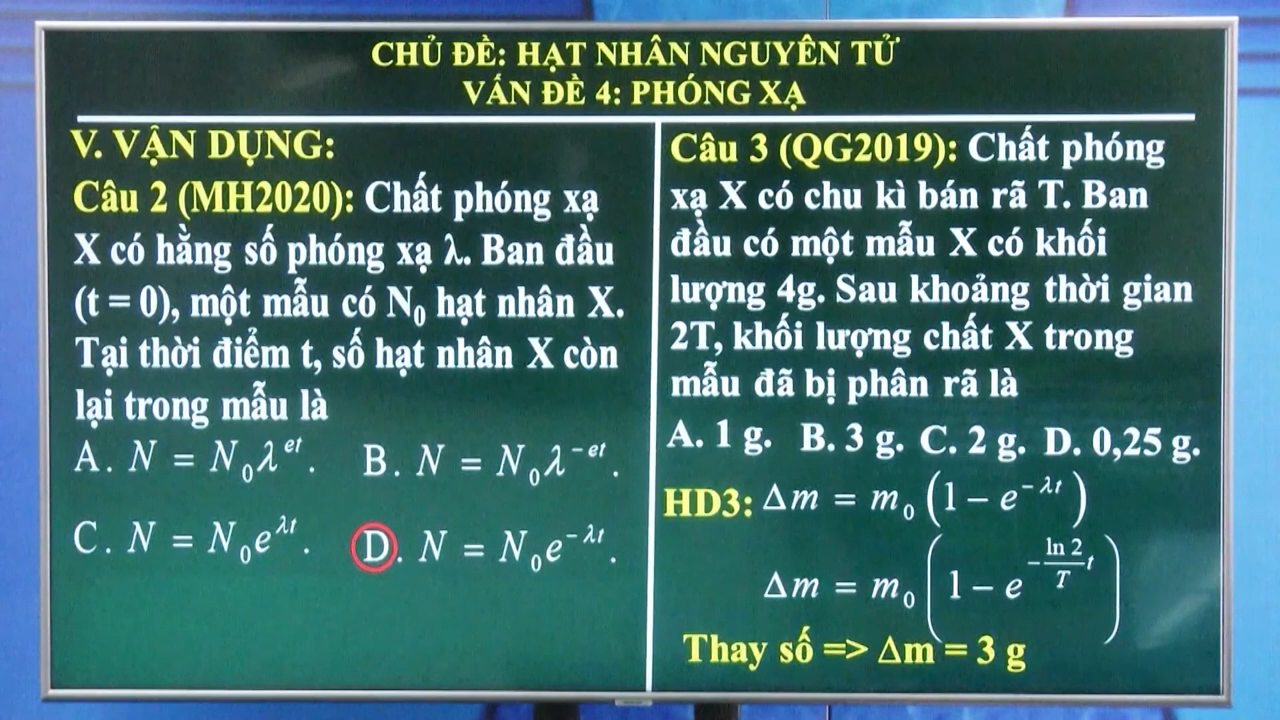 CHỦ ĐỀ: HẠT NHÂN NGUYÊN TỬ
VẤN ĐỀ 4: PHÓNG XẠ
V. VẬN DỤNG:
Câu 2 (MH2020): Chất phóng xạ
X có hằng số phóng xạ λ. Ban đầu
(t = 0), một mẫu có N₀ hạt nhân X.
Tại thời điểm t, số hạt nhân X còn
lại trong mẫu là
A. N = N₀λ^{et}. B. N = N₀λ^{-et}.
C. N = N₀e^{λt}. D. N = N₀e^{-λt}.
Câu 3 (QG2019): Chất phóng
xạ X có chu kì bán rã T. Ban
đầu có một mẫu X có khối
lượng 4g. Sau khoảng thời gian
2T, khối lượng chất X trong
mẫu đã bị phân rã là
A. 1 g. B. 3 g. C. 2 g. D. 0,25 g.
HD3: Δm = m₀(1 − e^{-λt})
Δm = m₀(1 − e^{-\frac{ln 2}{T}t})
Thay số => Δm = 3 g